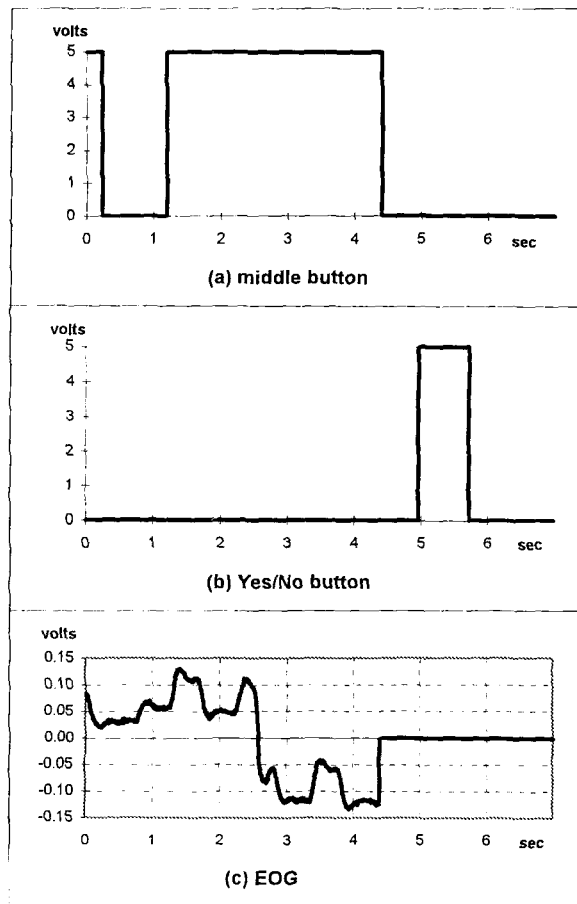 volts
5
4
3
2
1
0
0 1 2 3 4 5 6 sec
(a) middle button
volts
5
4
3
2
1
0
0 1 2 3 4 5 6 sec
(b) Yes/No button
volts
0.15
0.10
0.05
0.00
-0.05
-0.10
-0.15
0 1 2 3 4 5 6 sec
(c) EOG